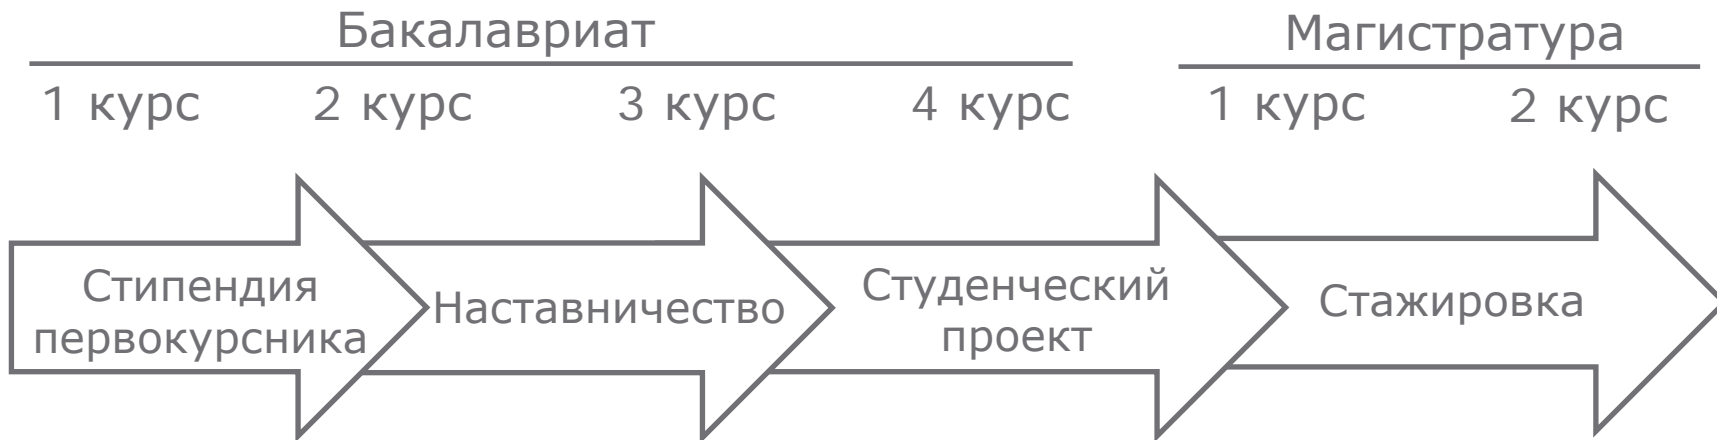 Бакалавриат
Магистратура
1 курс
2 курс
3 курс
4 курс
1 курс
2 курс
Стипендия
первокурсника
Наставничество
Студенческий
проект
Стажировка